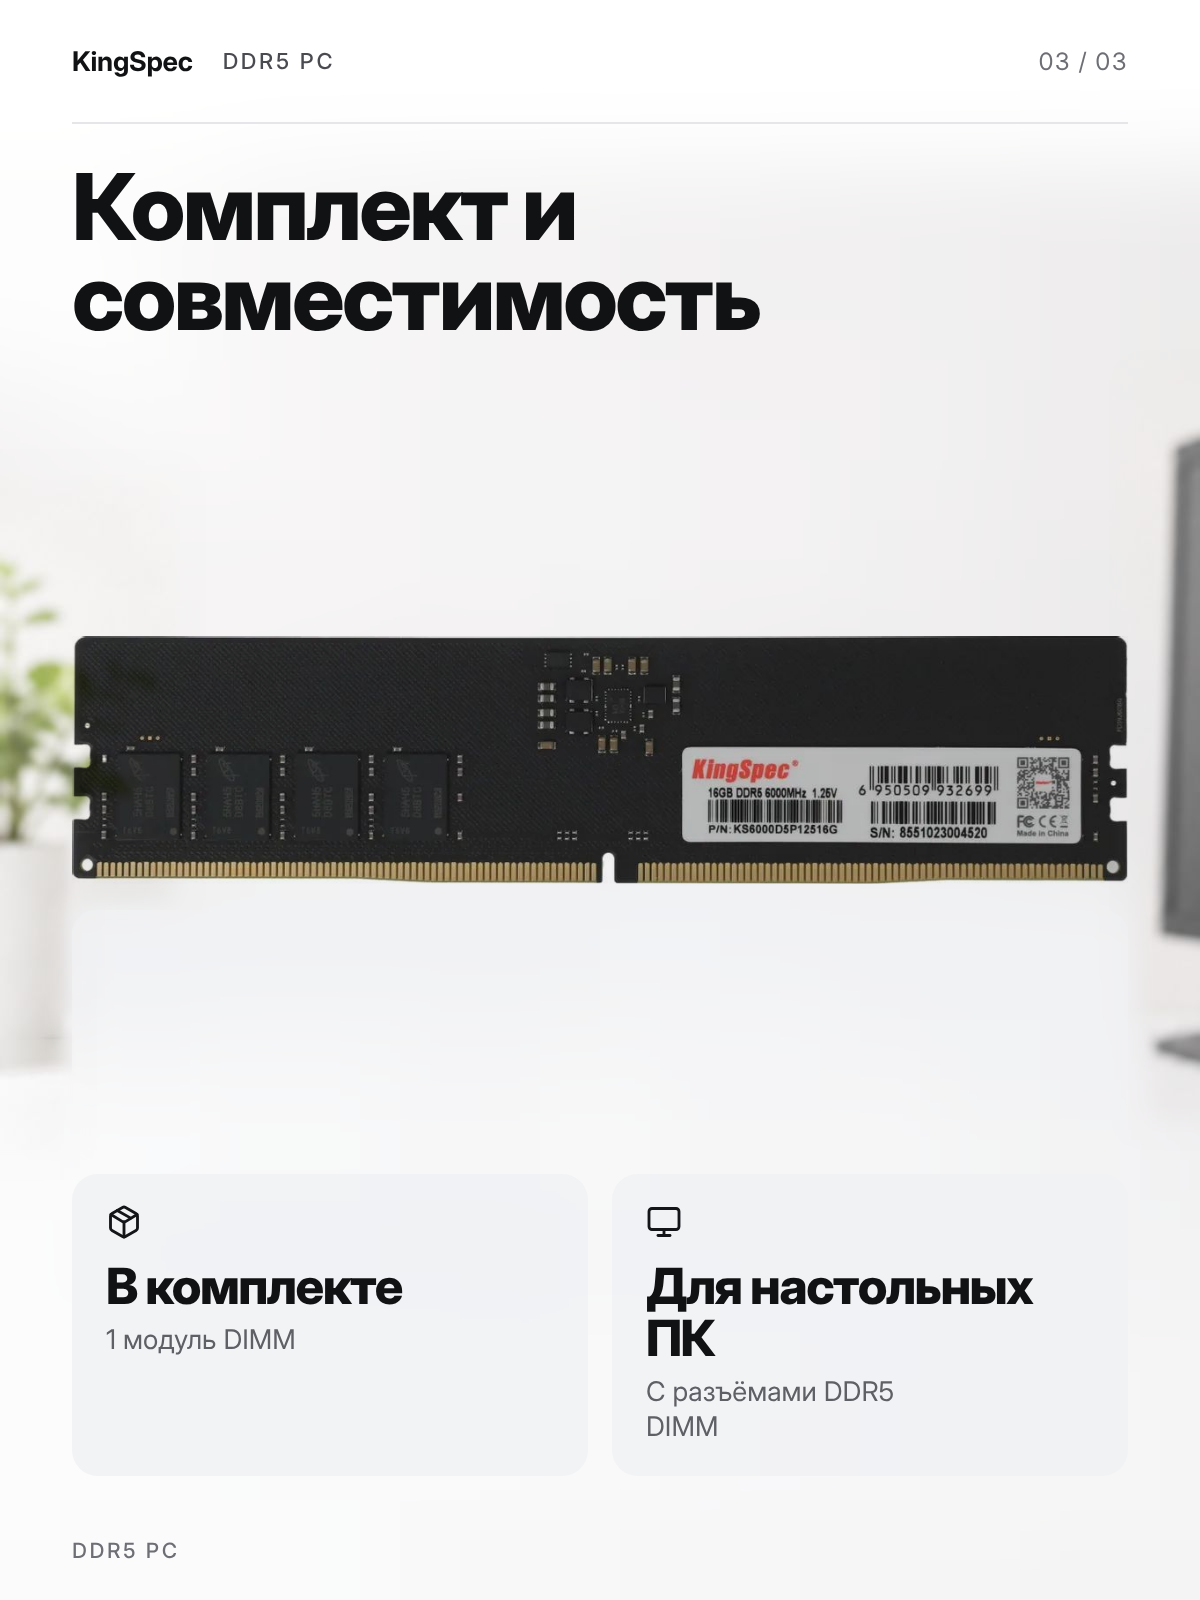 KingSpec DDR5 PC 03 / 03
Комплект и
совместимость
KingSpec®
16GB DDR5 6000MHz 1.25V
P/N: KS6000D5P12516G
6 950509 932699
S/N: 8551023004520
Made in China
В комплекте
1 модуль DIMM
Для настольных
ПК
С разъёмами DDR5
DIMM
DDR5 PC